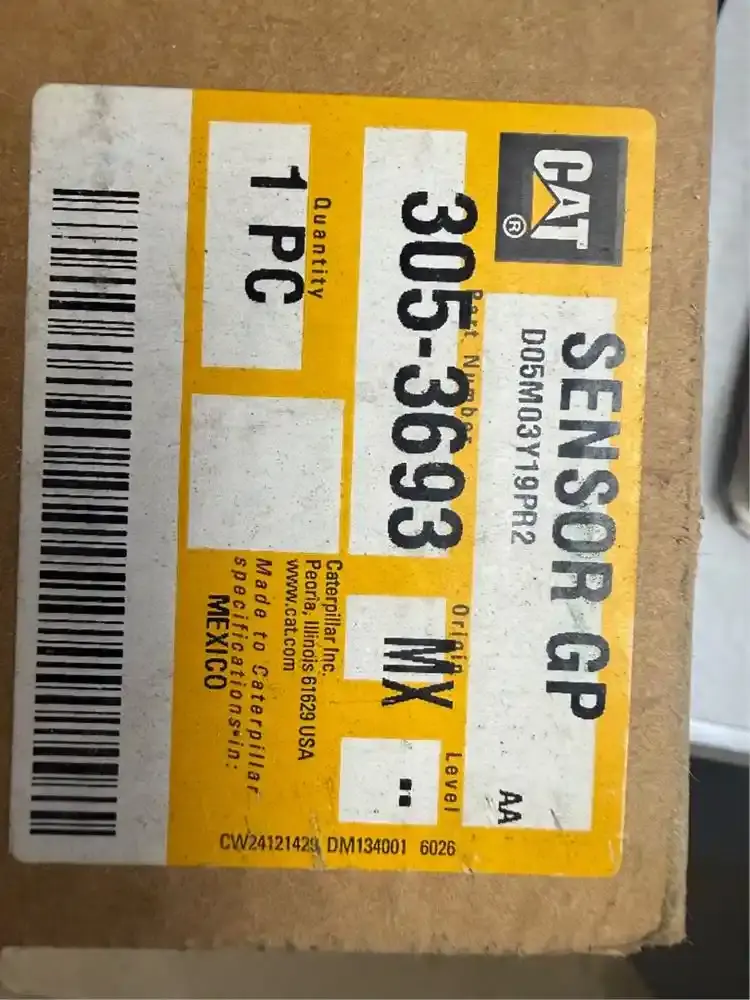 CAT®
SENSOR GP
D05M03Y19PR2
AA
Part Number
305-3693
Origin
MX
Level
--
Quantity
1 PC
Caterpillar Inc.
Peoria, Illinois 61629 USA
www.cat.com
Made to Caterpillar
specifications in:
MEXICO
CW24121429 DM134001 6026